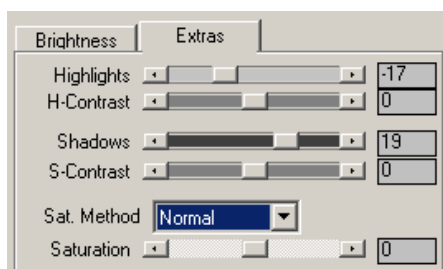 Brightness Extras
Highlights -17
H-Contrast 0
Shadows 19
S-Contrast 0
Sat. Method Normal
Saturation 0